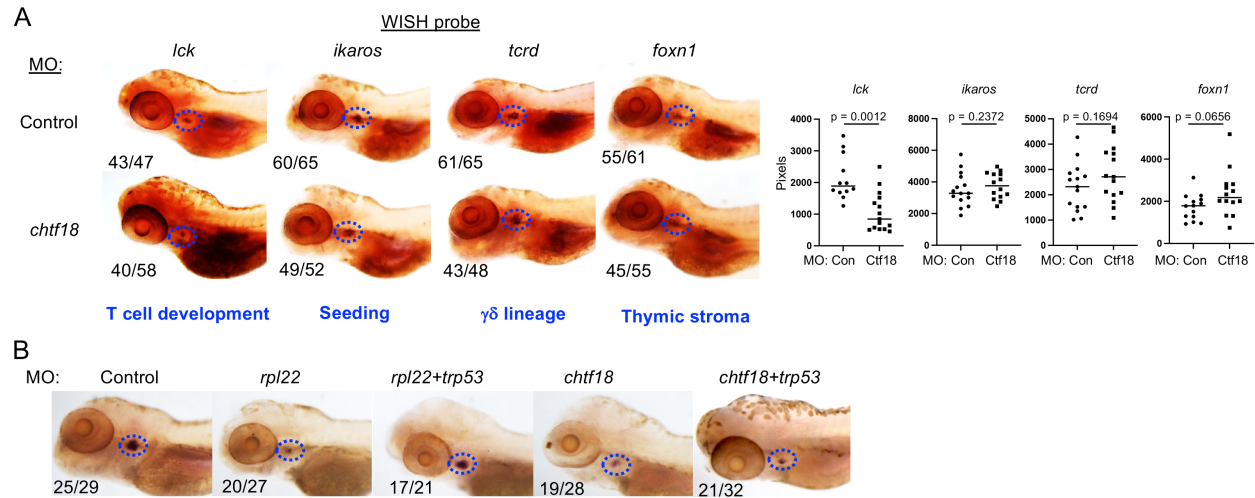 A
WISH probe
lck ikaros tcrd foxn1
MO:
Control
43/47 60/65 61/65 55/61
chtf18
40/58 49/52 43/48 45/55
T cell development Seeding γδ lineage Thymic stroma
lck ikaros tcrd foxn1
p = 0.0012 p = 0.2372 p = 0.1694 p = 0.0656
Pixels
4000 3000 2000 1000 0
8000 6000 4000 2000 0
5000 4000 3000 2000 1000 0
6000 4000 2000 0
MO: Con Ctf18 MO: Con Ctf18 MO: Con Ctf18 MO: Con Ctf18
B
MO: Control rpl22 rpl22+trp53 chtf18 chtf18+trp53
25/29 20/27 17/21 19/28 21/32